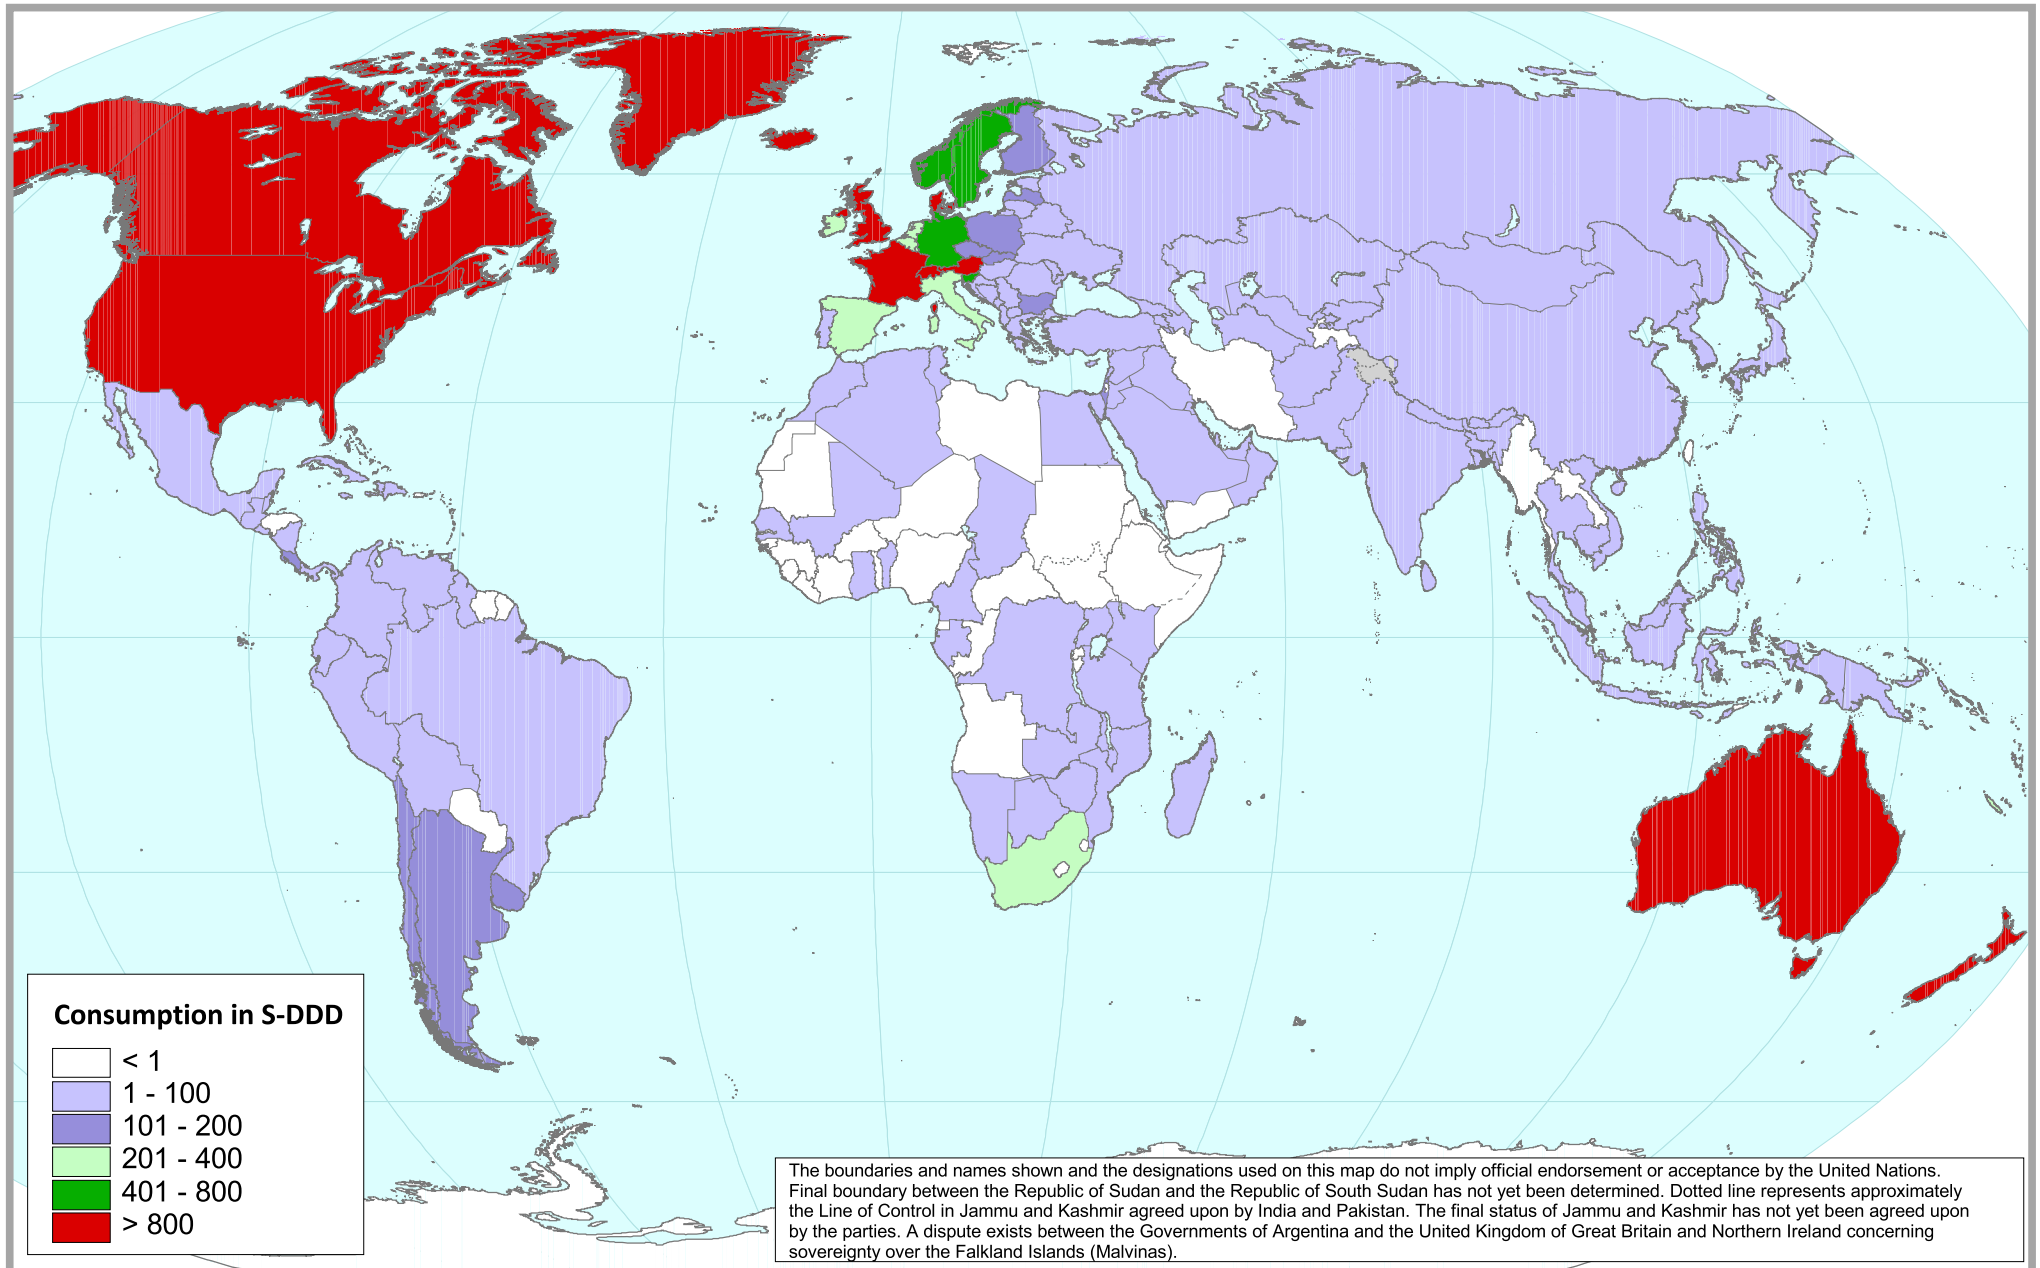 Consumption in S-DDD
< 1
1 - 100
101 - 200
201 - 400
401 - 800
> 800
The boundaries and names shown and the designations used on this map do not imply official endorsement or acceptance by the United Nations.
Final boundary between the Republic of Sudan and the Republic of South Sudan has not yet been determined. Dotted line represents approximately
the Line of Control in Jammu and Kashmir agreed upon by India and Pakistan. The final status of Jammu and Kashmir has not yet been agreed upon
by the parties. A dispute exists between the Governments of Argentina and the United Kingdom of Great Britain and Northern Ireland concerning
sovereignty over the Falkland Islands (Malvinas).